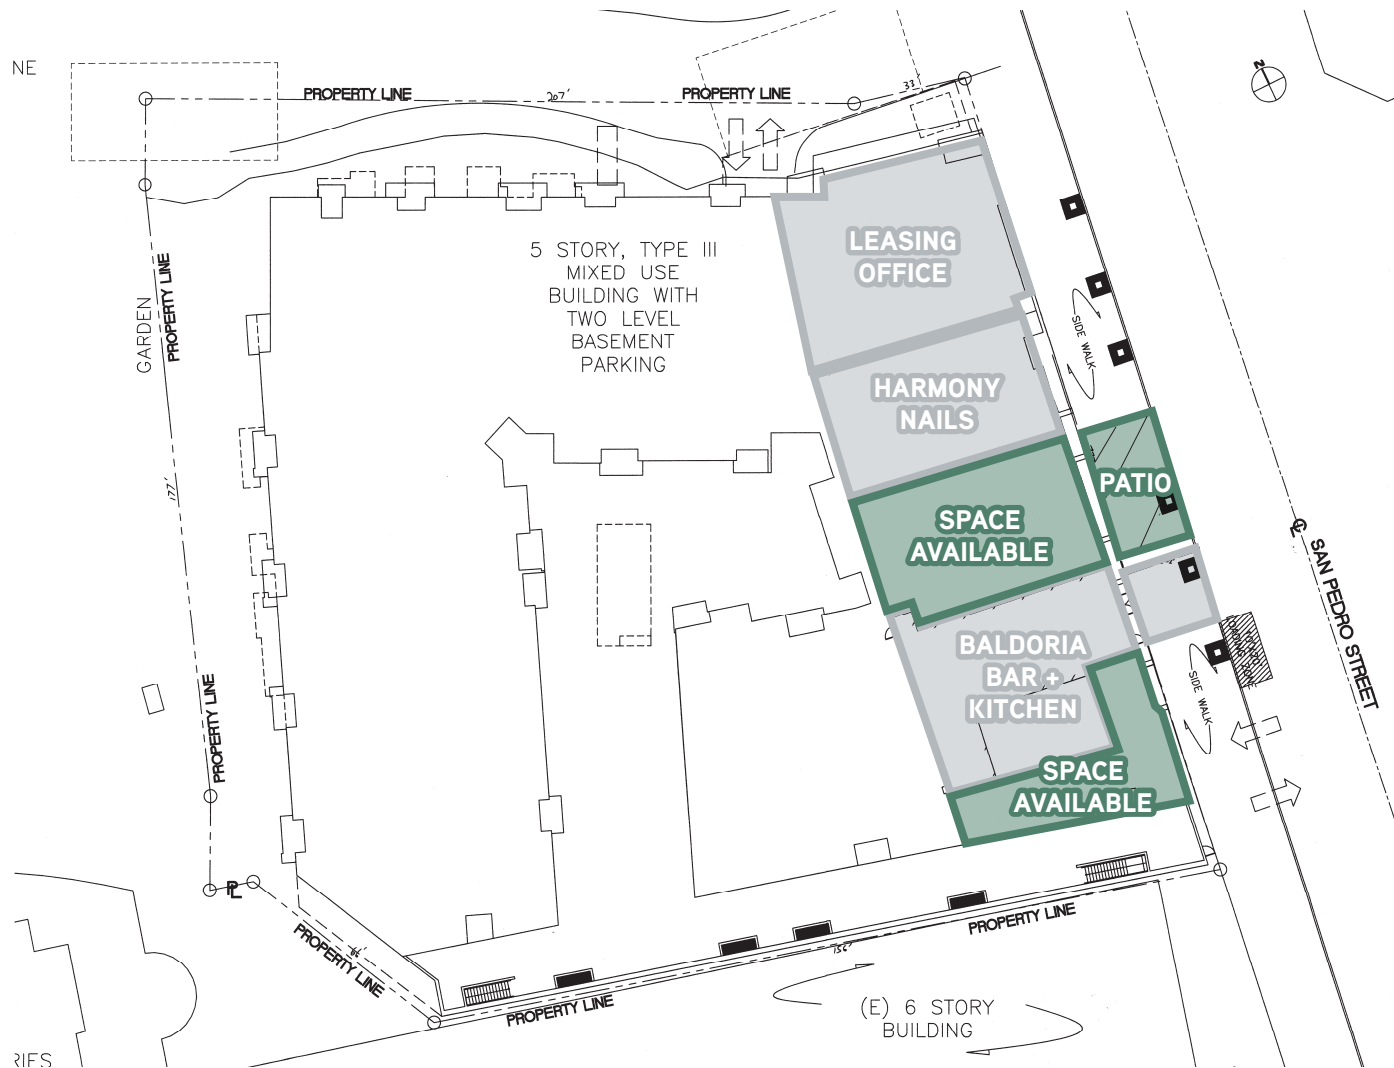 NE
PROPERTY LINE
207'
PROPERTY LINE
33'
N
5 STORY, TYPE III
MIXED USE
BUILDING WITH
TWO LEVEL
BASEMENT
PARKING
LEASING
OFFICE
GARDEN
PROPERTY LINE
SIDE WALK
HARMONY
NAILS
177'
PATIO
SPACE
AVAILABLE
SAN PEDRO STREET
BALDORIA
BAR +
KITCHEN
SIDE WALK
PROPERTY LINE
SPACE
AVAILABLE
PL
PROPERTY LINE
66'
156'
PROPERTY LINE
PROPERTY LINE
(E) 6 STORY
BUILDING
RIES